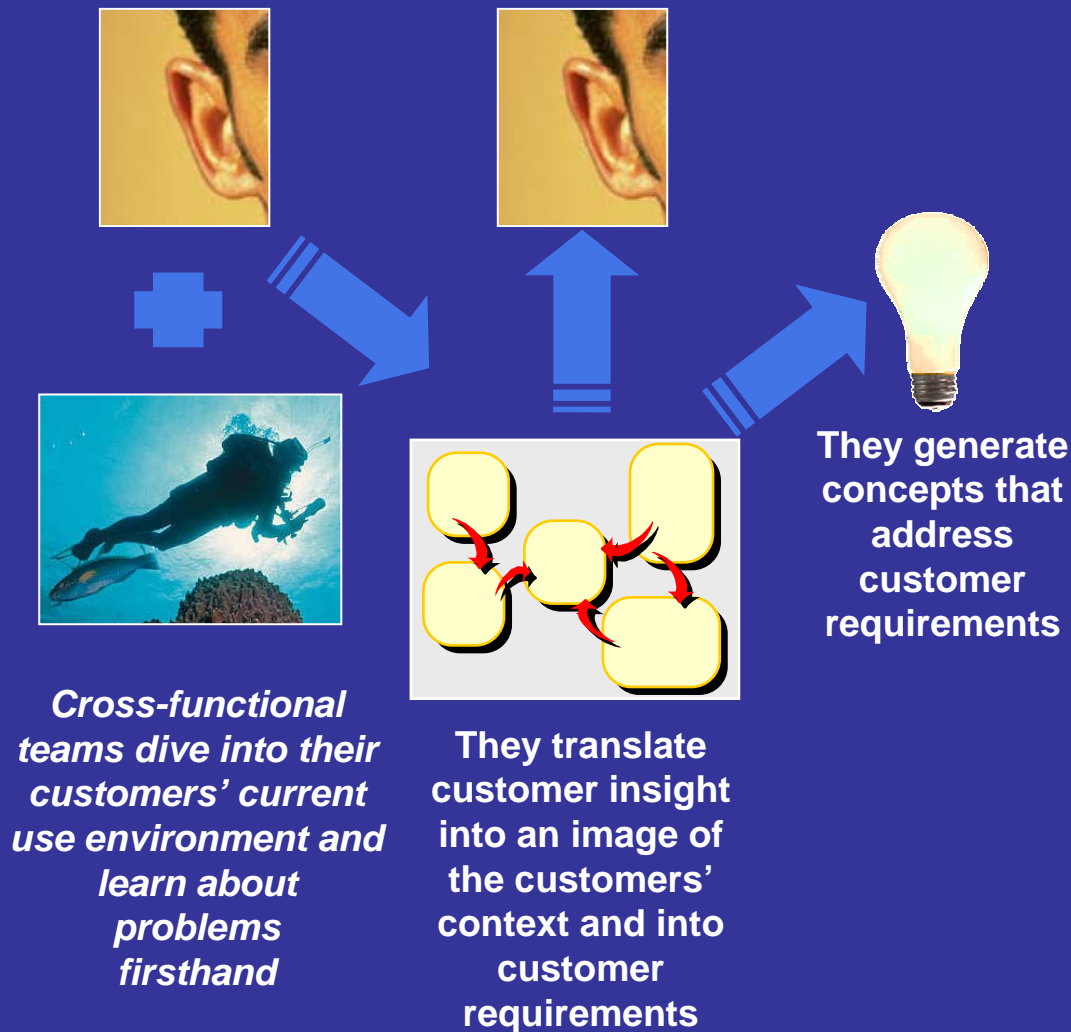 Cross-functional
teams dive into their
customers’ current
use environment and
learn about
problems
firsthand
They translate
customer insight
into an image of
the customers’
context and into
customer
requirements
They generate
concepts that
address
customer
requirements